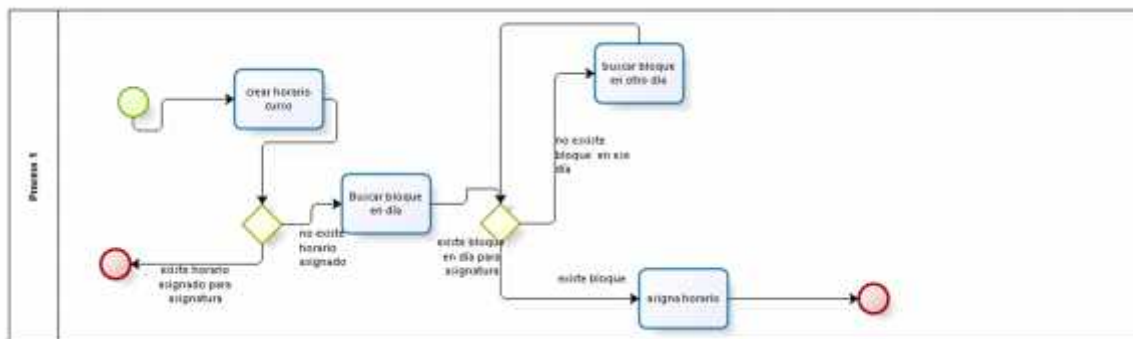 Process 1
crear horario
curso
buscar bloque
en otro día
no existe
bloque en ese
día
Buscar bloque
en día
no existe
horario
asignado
existe bloque
en día para
asignatura
existe horario
asignado para
asignatura
existe bloque
asigna horario